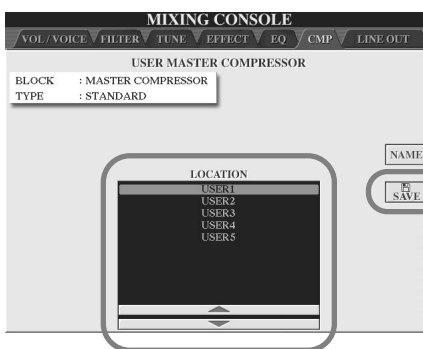 MIXING CONSOLE
VOL / VOICE FILTER TUNE EFFECT EQ CMP LINE OUT
USER MASTER COMPRESSOR
BLOCK : MASTER COMPRESSOR
TYPE : STANDARD
NAME
LOCATION
USER1
SAVE
USER2
USER3
USER4
USER5